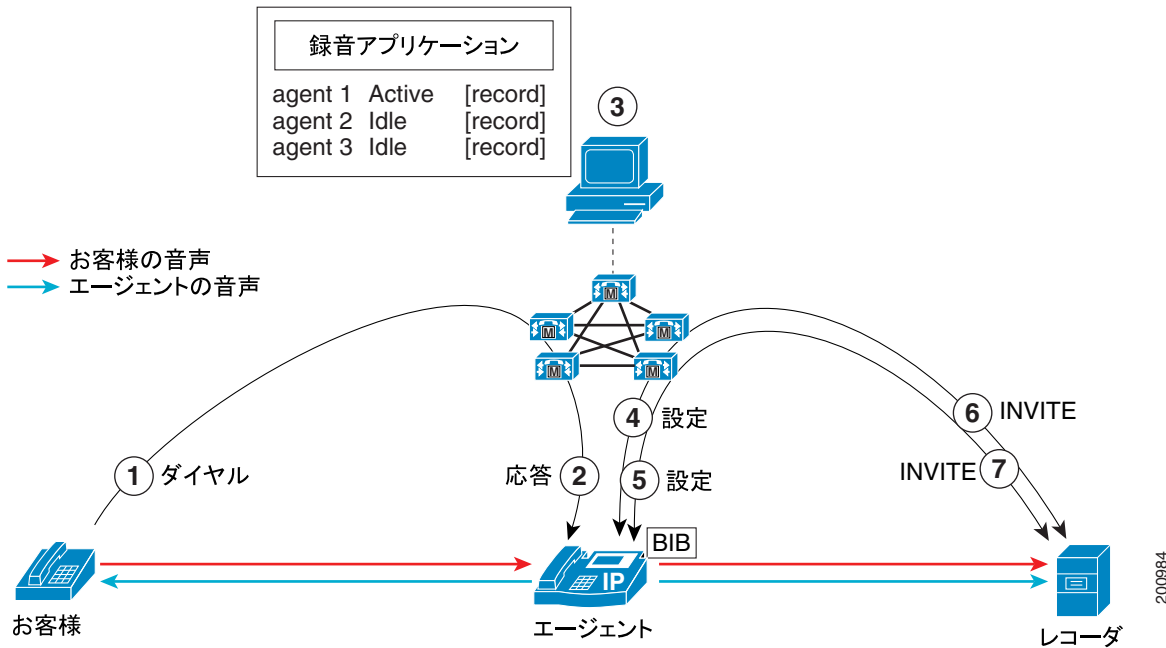 録音アプリケーション
agent 1 Active [record]
agent 2 Idle [record]
agent 3 Idle [record]
3
お客様の音声
エージェントの音声
M
M
M
M
M
4 設定
6 INVITE
1 ダイヤル
応答 2
5 設定
INVITE 7
BIB
IP
お客様
エージェント
レコーダ
200984